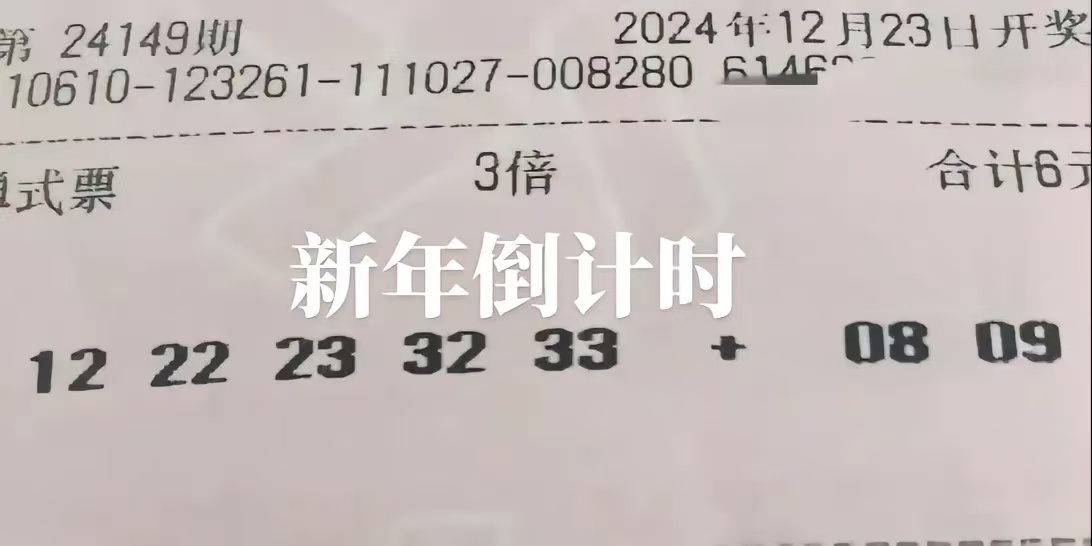 第 24149期 2024年12月23日开奖
10610-123261-111027-008280
式票 3倍 合计6元
新年倒计时
12 22 23 32 33 + 08 09